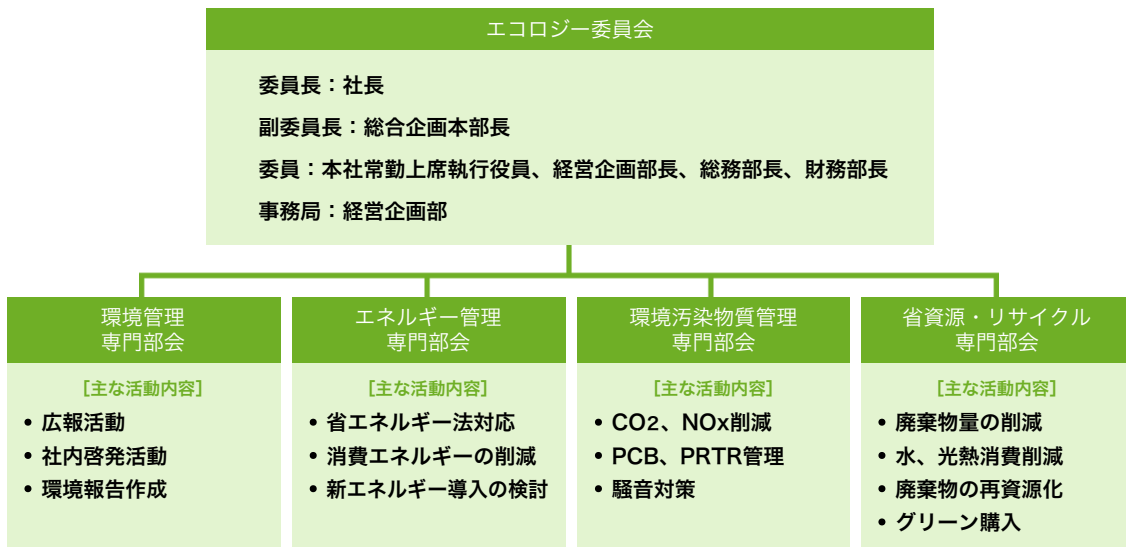 エコロジー委員会
委員長：社長
副委員長：総合企画本部長
委員：本社常勤上席執行役員、経営企画部長、総務部長、財務部長
事務局：経営企画部
環境管理
専門部会
[主な活動内容]
• 広報活動
• 社内啓発活動
• 環境報告作成
エネルギー管理
専門部会
[主な活動内容]
• 省エネルギー法対応
• 消費エネルギーの削減
• 新エネルギー導入の検討
環境汚染物質管理
専門部会
[主な活動内容]
• CO2、NOx削減
• PCB、PRTR管理
• 騒音対策
省資源・リサイクル
専門部会
[主な活動内容]
• 廃棄物量の削減
• 水、光熱消費削減
• 廃棄物の再資源化
• グリーン購入